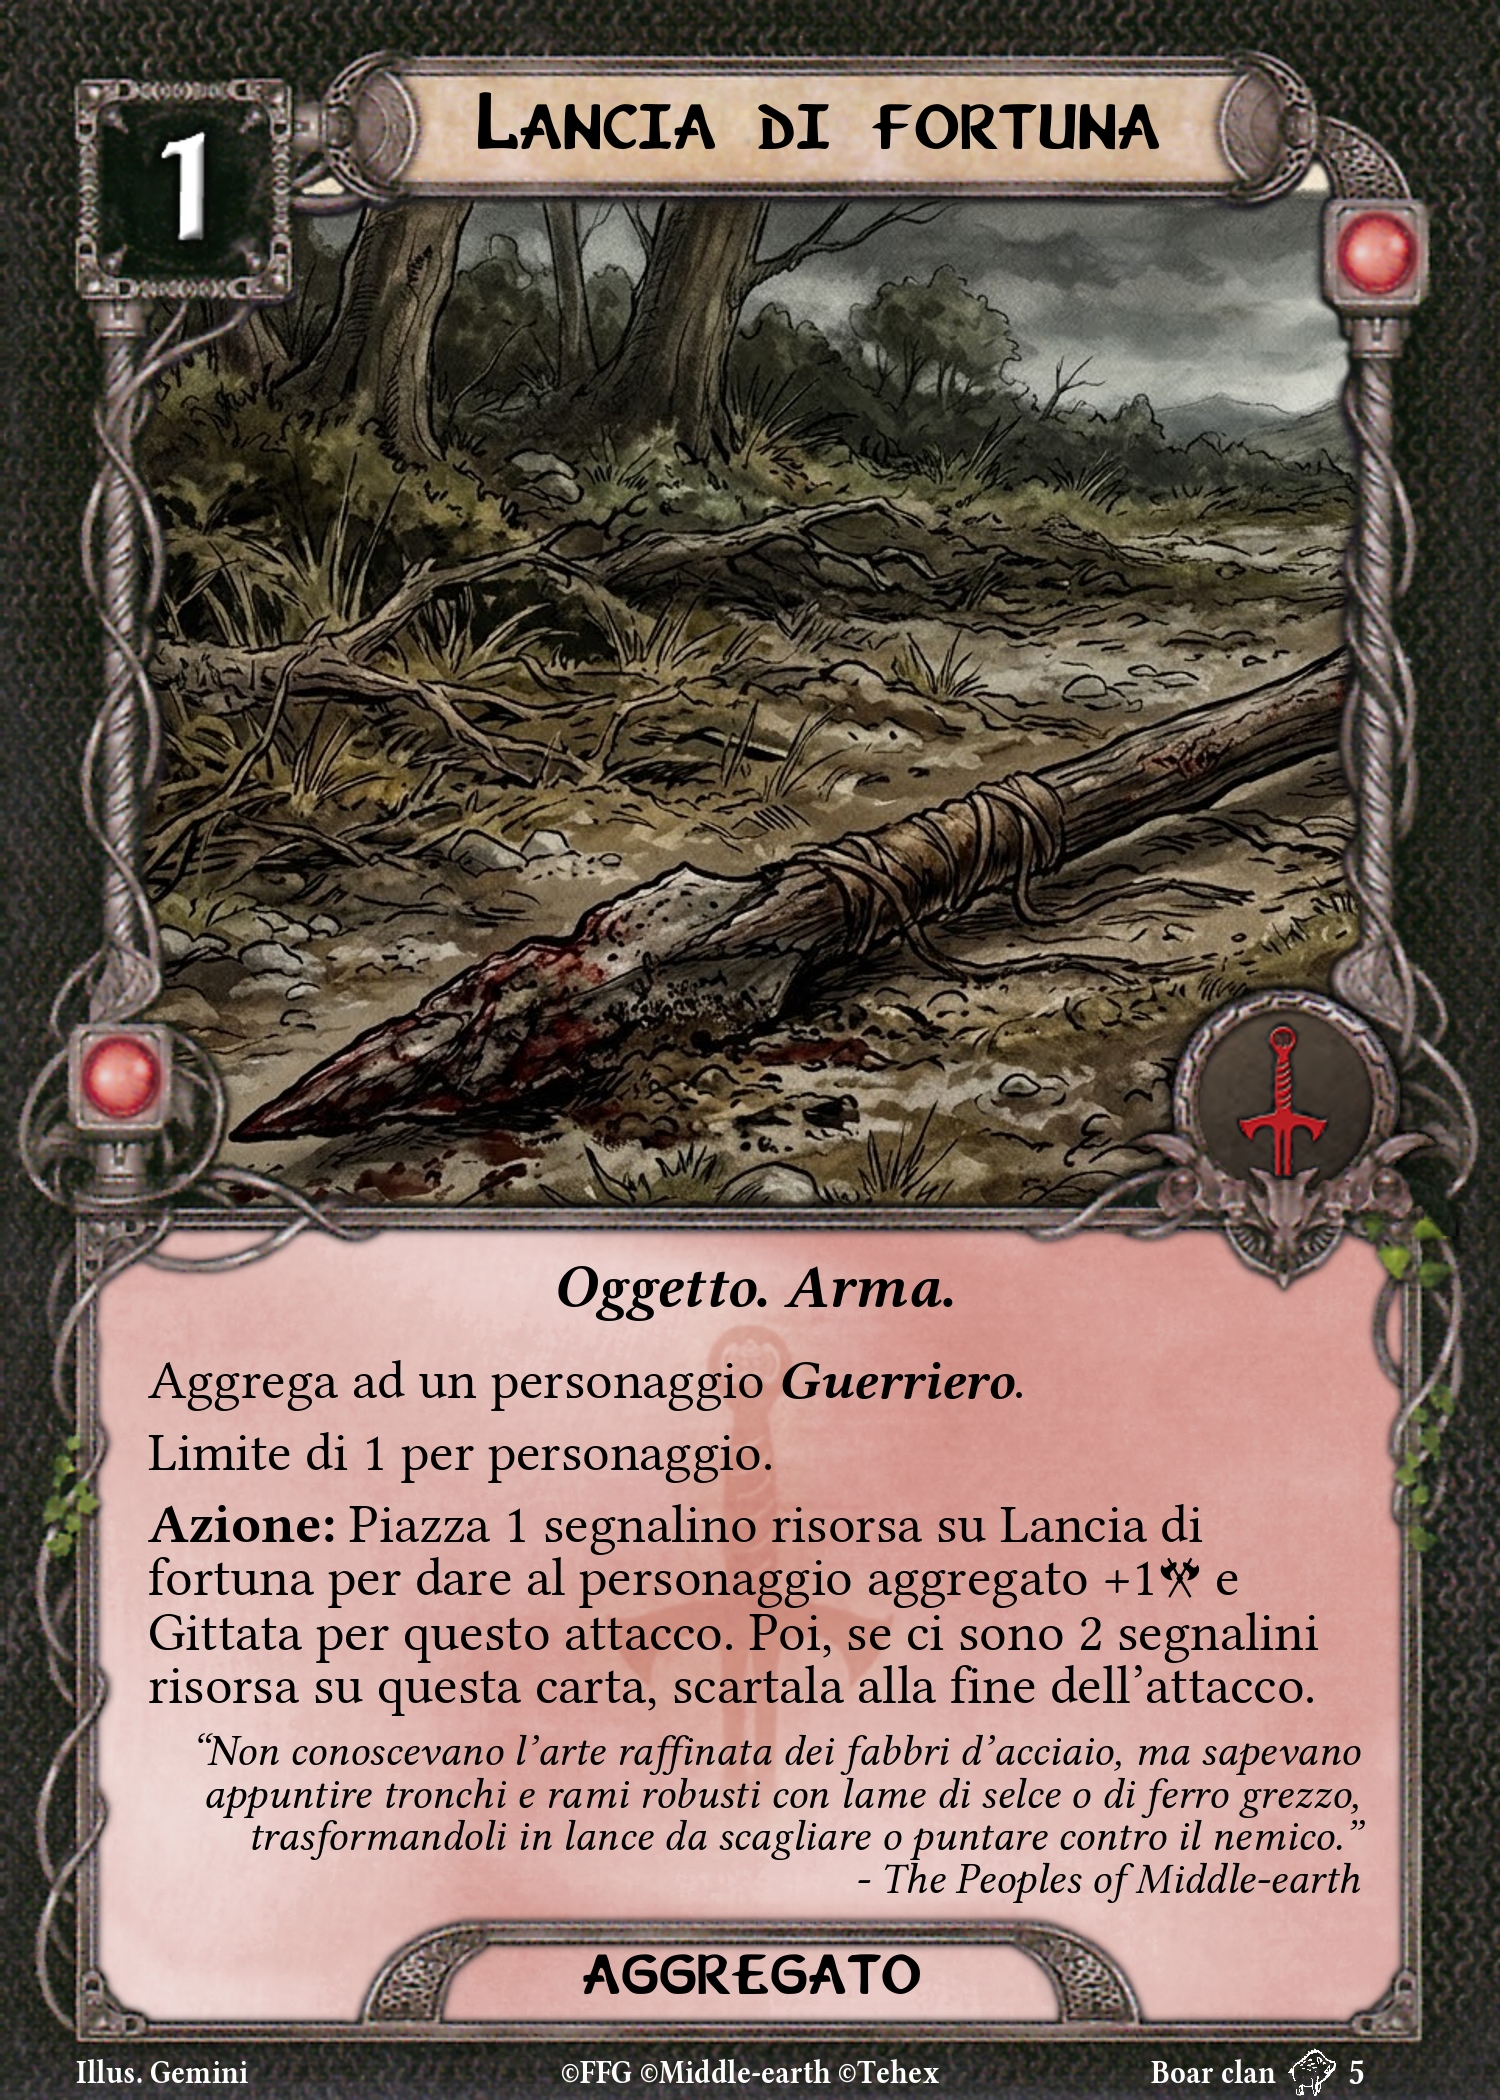 1
Lancia di fortuna
Oggetto. Arma.
Aggrega ad un personaggio Guerriero.
Limite di 1 per personaggio.
Azione: Piazza 1 segnalino risorsa su Lancia di
fortuna per dare al personaggio aggregato +1 e
Gittata per questo attacco. Poi, se ci sono 2 segnalini
risorsa su questa carta, scartala alla fine dell’attacco.
“Non conoscevano l’arte raffinata dei fabbri d’acciaio, ma sapevano
appuntire tronchi e rami robusti con lame di selce o di ferro grezzo,
trasformandoli in lance da scagliare o puntare contro il nemico.”
- The Peoples of Middle-earth
AGGREGATO
Illus. Gemini ©FFG ©Middle-earth ©Tehex Boar clan 5